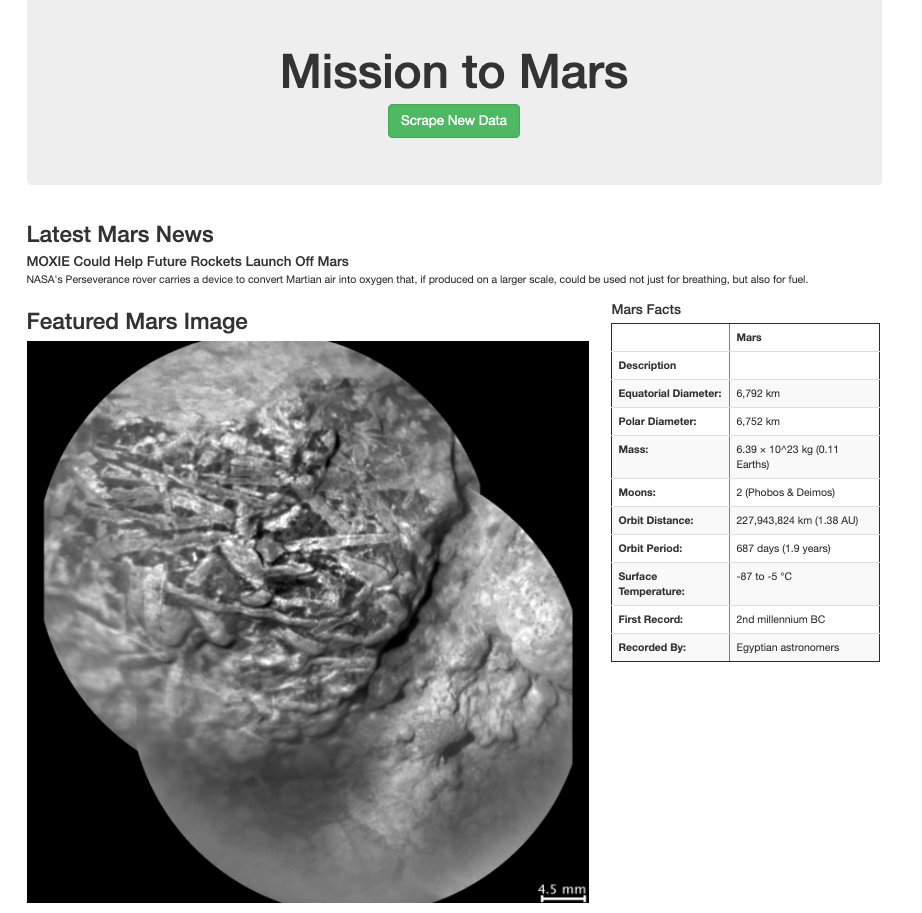 Mission to Mars
Scrape New Data
Latest Mars News
MOXIE Could Help Future Rockets Launch Off Mars
NASA's Perseverance rover carries a device to convert Martian air into oxygen that, if produced on a larger scale, could be used not just for breathing, but also for fuel.
Featured Mars Image
4.5 mm
Mars Facts
Mars
Description
Equatorial Diameter: 6,792 km
Polar Diameter: 6,752 km
Mass: 6.39 × 10^23 kg (0.11
Earths)
Moons: 2 (Phobos & Deimos)
Orbit Distance: 227,943,824 km (1.38 AU)
Orbit Period: 687 days (1.9 years)
Surface -87 to -5 °C
Temperature:
First Record: 2nd millennium BC
Recorded By: Egyptian astronomers